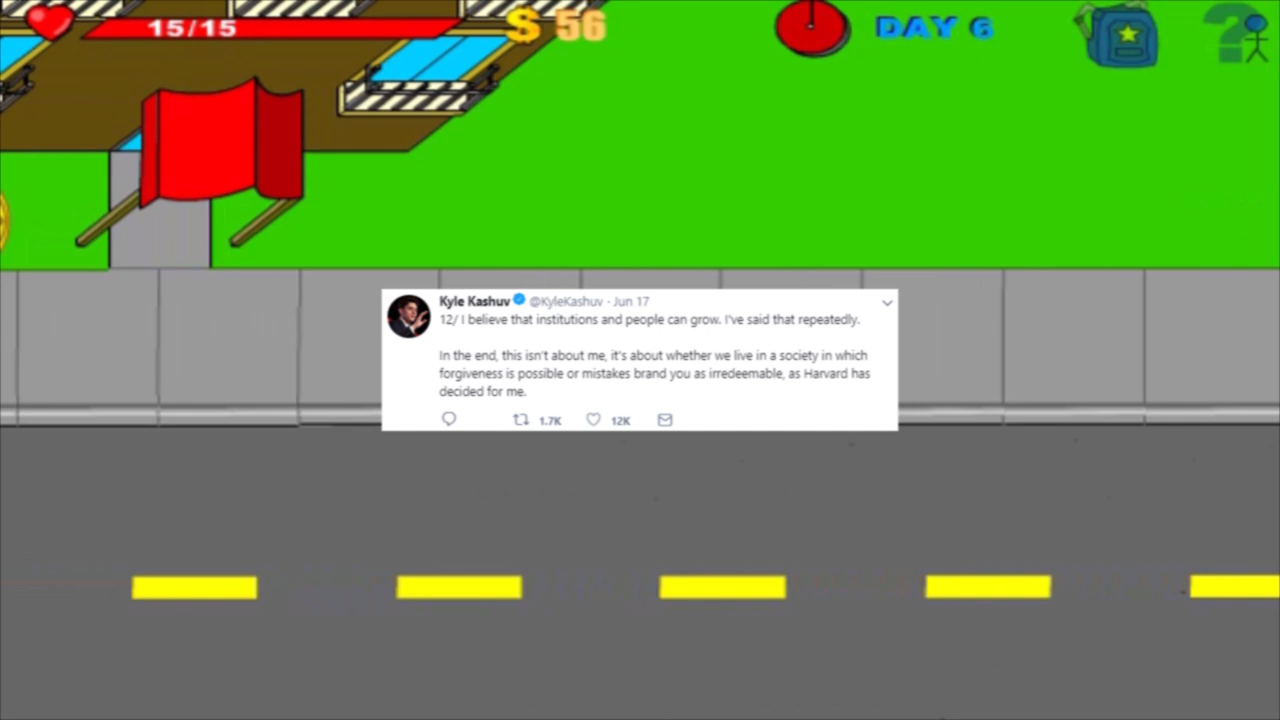 15/15
$ 56
DAY 6
?
Kyle Kashuv @KyleKashuv · Jun 17
12/ I believe that institutions and people can grow. I've said that repeatedly.
In the end, this isn't about me, it's about whether we live in a society in which
forgiveness is possible or mistakes brand you as irredeemable, as Harvard has
decided for me.
1.7K 12K